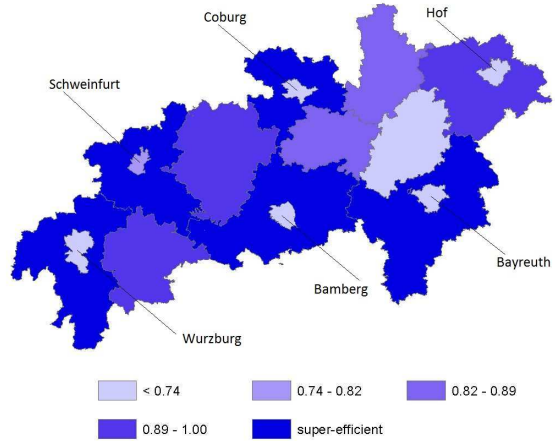 Hof
Coburg
Schweinfurt
Bayreuth
Bamberg
Wurzburg
< 0.74
0.74 - 0.82
0.82 - 0.89
0.89 - 1.00
super-efficient